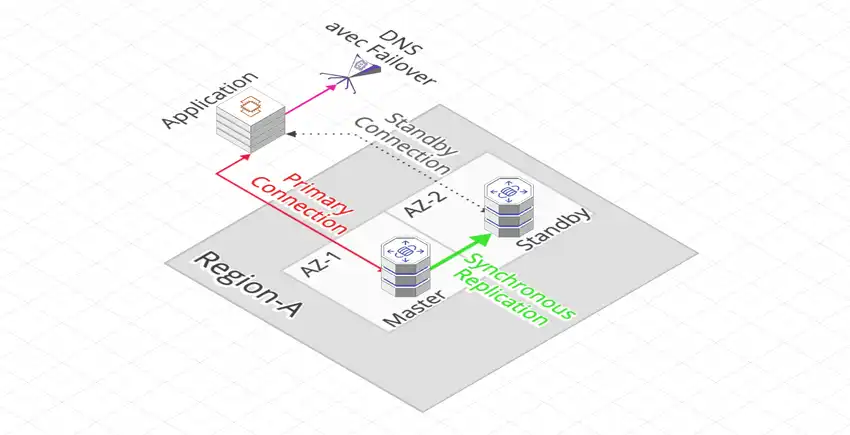 DNS
avec Failover
Application
Standby
Connection
Primary
Connection
AZ-2
Standby
AZ-1
Synchronous
Replication
Region-A
Master